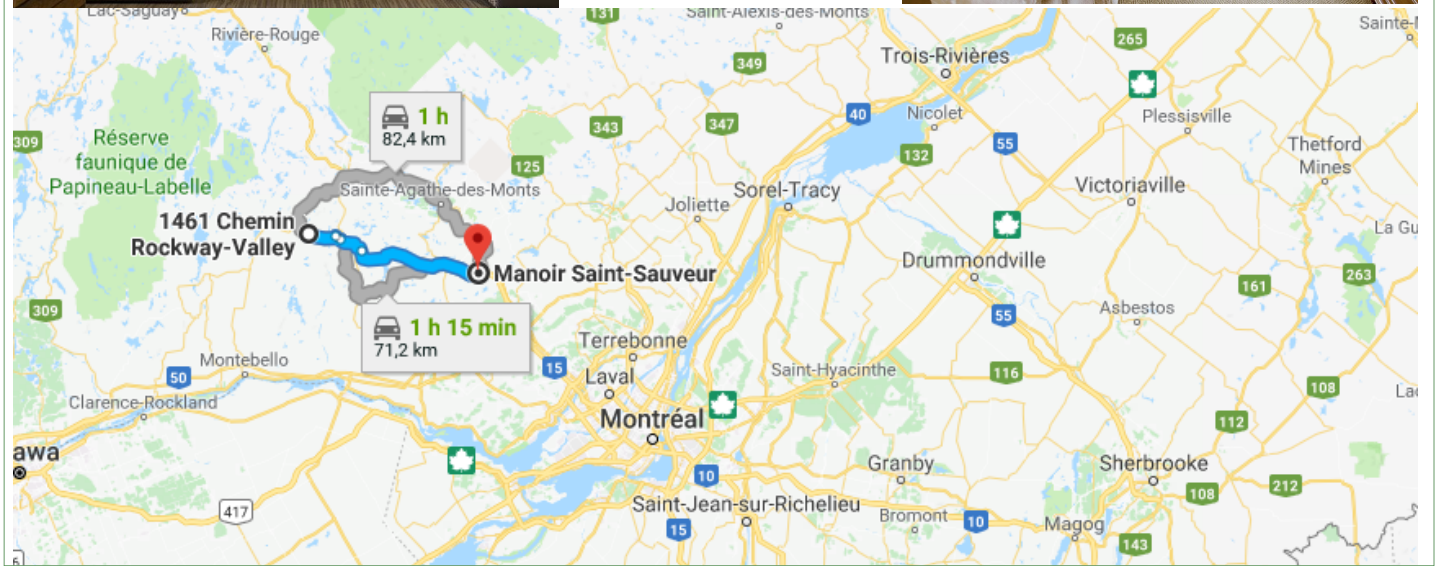 Lac-Saguay
131
Saint-Alexis-des-Monts
Sainte-
Rivière-Rouge
265
Trois-Rivières
349
1 h
82,4 km
40
Nicolet
Plessisville
309
Réserve
faunique de
Papineau-Labelle
343
347
55
132
Thetford
Mines
125
Sainte-Agathe-des-Monts
Sorel-Tracy
Victoriaville
Joliette
1461 Chemin
Rockway-Valley
La Gu
Manoir Saint-Sauveur
Drummondville
263
161
309
Asbestos
1 h 15 min
71,2 km
55
Terrebonne
Montebello
15
Saint-Hyacinthe
116
50
Laval
108
Clarence-Rockland
Lac
Montréal
112
awa
Granby
Sherbrooke
10
212
108
417
Saint-Jean-sur-Richelieu
Bromont
10
Magog
15
143